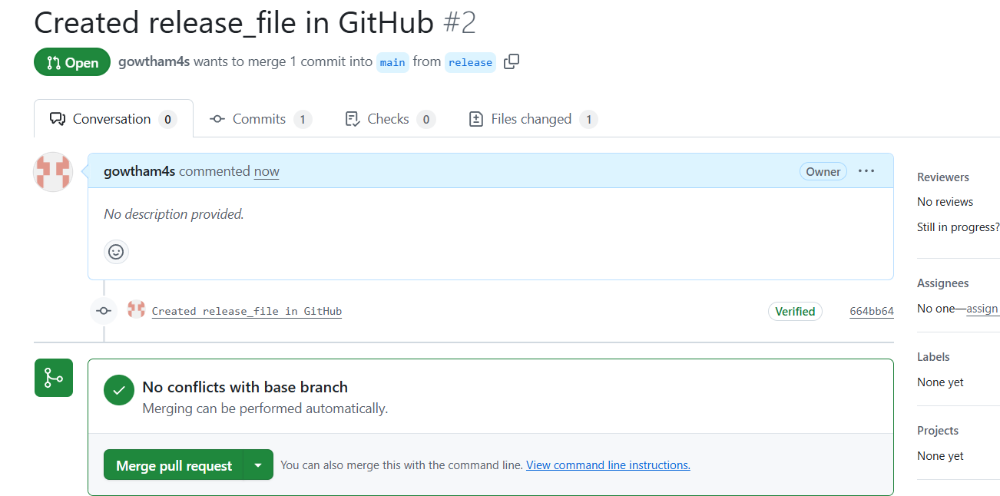 Created release_file in GitHub #2
Open gowtham4s wants to merge 1 commit into main from release
Conversation 0 Commits 1 Checks 0 Files changed 1
gowtham4s commented now Owner
No description provided.
Created release_file in GitHub Verified 664bb64
No conflicts with base branch
Merging can be performed automatically.
Merge pull request You can also merge this with the command line. View command line instructions.
Reviewers
No reviews
Still in progress?
Assignees
No one—assign
Labels
None yet
Projects
None yet